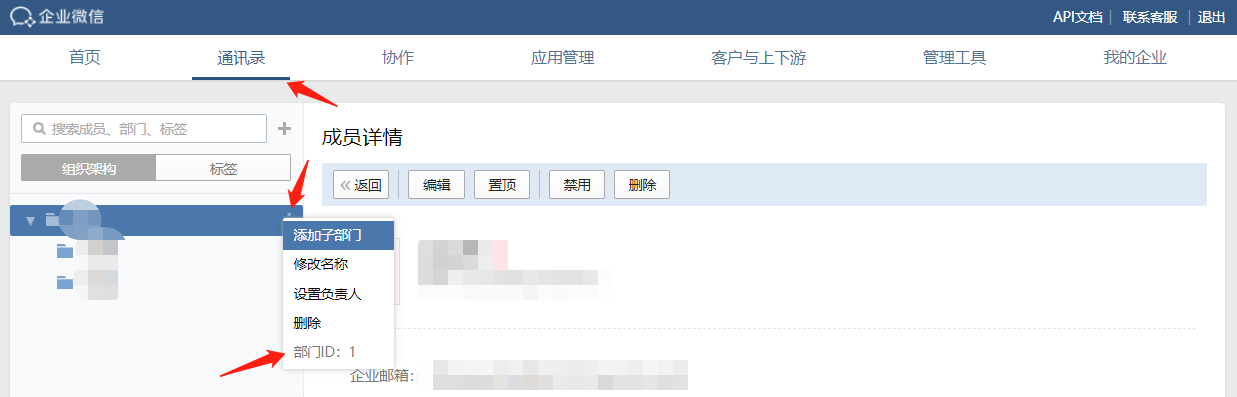 企业微信
API文档 | 联系客服 | 退出
首页 通讯录 协作 应用管理 客户与上下游 管理工具 我的企业
搜索成员、部门、标签
组织架构 标签
成员详情
返回 编辑 置顶 禁用 删除
添加子部门
修改名称
设置负责人
删除
部门ID：1
企业邮箱：